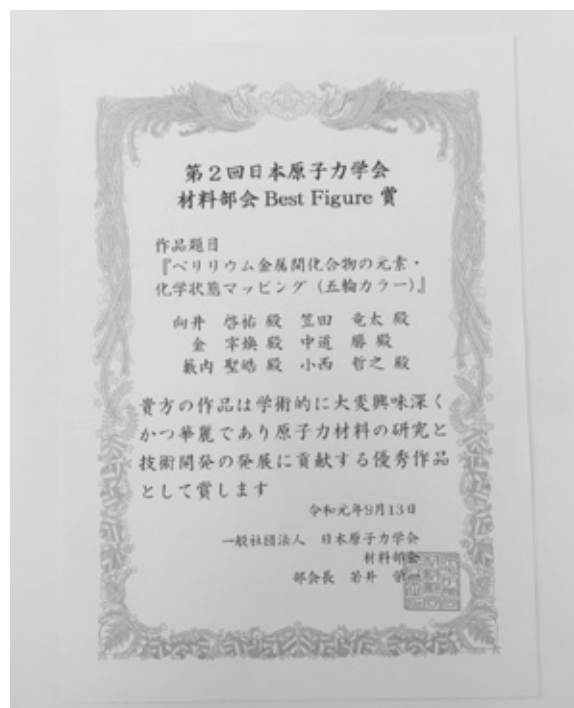 第2回日本原子力学会
材料部会 Best Figure 賞
作品題目
『ベリリウム金属間化合物の元素・
化学状態マッピング（五輪カラー）』
向井 啓祐 殿 笠田 竜太 殿
金 宰煥 殿 中道 勝 殿
藪内 聖皓 殿 小西 哲之 殿
貴方の作品は学術的に大変興味深く
かつ華麗であり原子力材料の研究と
技術開発の発展に貢献する優秀作品
として賞します
令和元年9月13日
一般社団法人 日本原子力学会
材料部会
部会長 若井